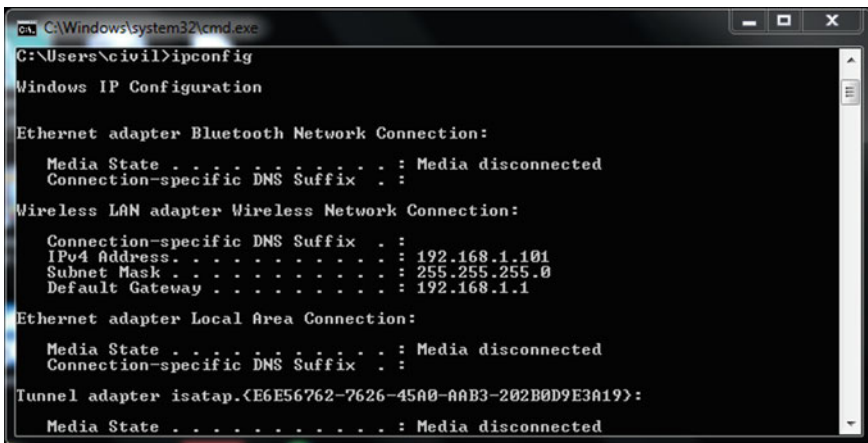 C:\Windows\system32\cmd.exe
C:\Users\civil>ipconfig
Windows IP Configuration
Ethernet adapter Bluetooth Network Connection:
Media State . . . . . . . . . . . : Media disconnected
Connection-specific DNS Suffix . :
Wireless LAN adapter Wireless Network Connection:
Connection-specific DNS Suffix . :
IPv4 Address. . . . . . . . . . . : 192.168.1.101
Subnet Mask . . . . . . . . . . . : 255.255.255.0
Default Gateway . . . . . . . . . : 192.168.1.1
Ethernet adapter Local Area Connection:
Media State . . . . . . . . . . . : Media disconnected
Connection-specific DNS Suffix . :
Tunnel adapter isatap.{E6E56762-7626-45A0-AAB3-202B0D9E3A19}:
Media State . . . . . . . . . . . : Media disconnected